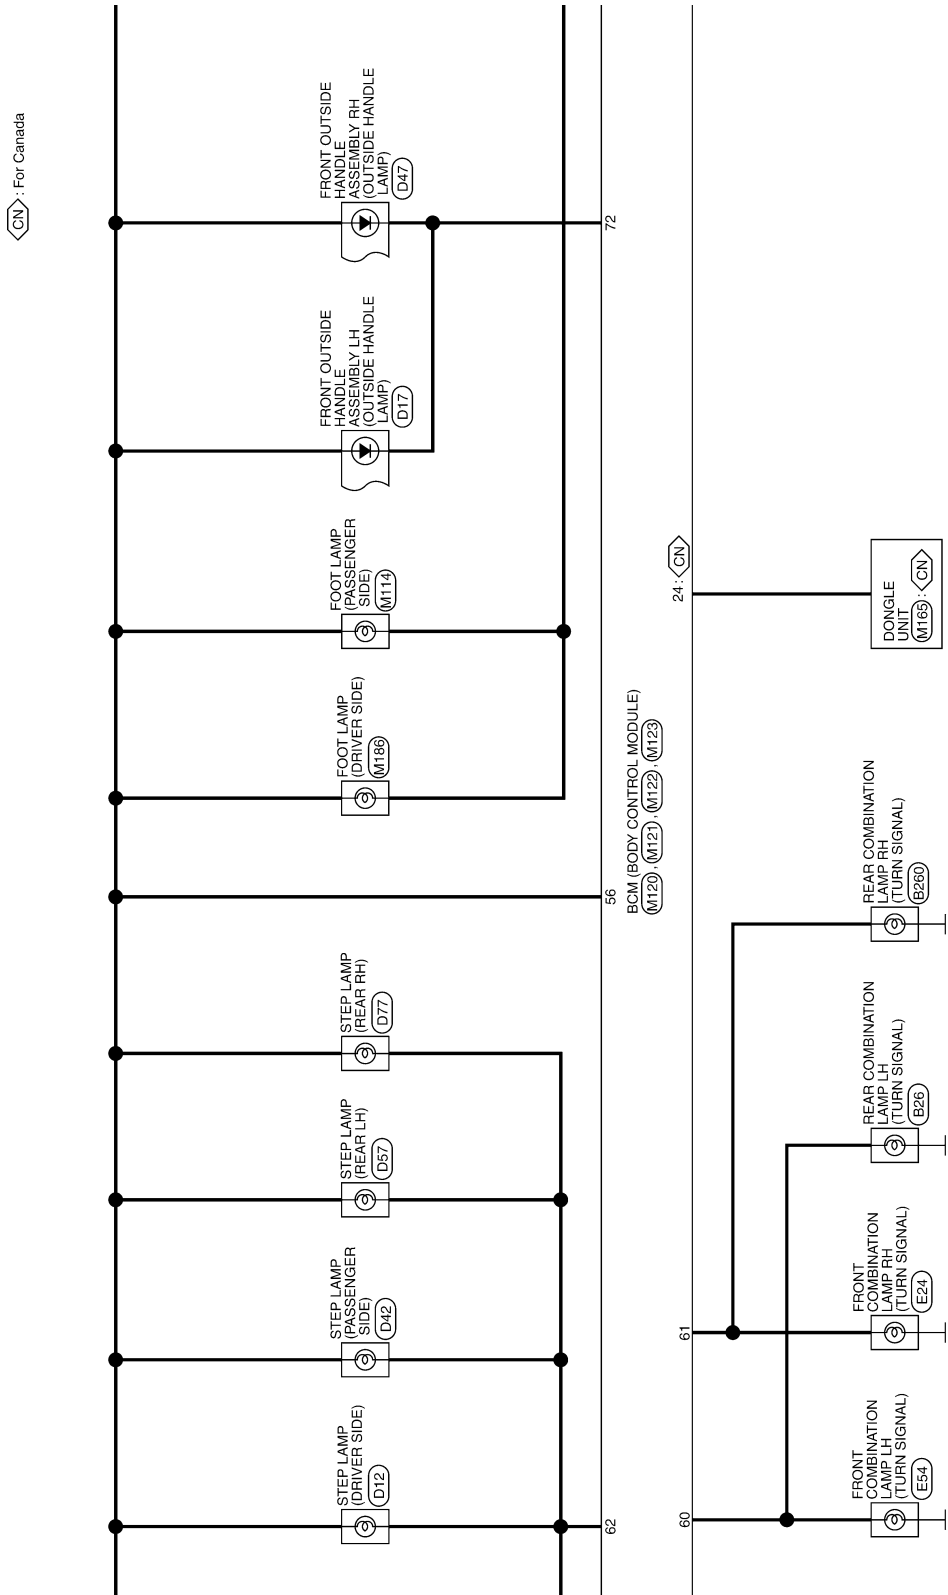 CN : For Canada
STEP LAMP
(DRIVER SIDE)
D12
STEP LAMP
(PASSENGER
SIDE)
D42
STEP LAMP
(REAR LH)
D57
STEP LAMP
(REAR RH)
D77
FOOT LAMP
(DRIVER SIDE)
M186
FOOT LAMP
(PASSENGER
SIDE)
M114
FRONT OUTSIDE
HANDLE
ASSEMBLY LH
(OUTSIDE HANDLE
LAMP)
D17
FRONT OUTSIDE
HANDLE
ASSEMBLY RH
(OUTSIDE HANDLE
LAMP)
D47
62
56
72
BCM (BODY CONTROL MODULE)
M120 , M121 , M122 , M123
60
61
24 : CN
FRONT
COMBINATION
LAMP LH
(TURN SIGNAL)
E54
FRONT
COMBINATION
LAMP RH
(TURN SIGNAL)
E24
REAR COMBINATION
LAMP LH
(TURN SIGNAL)
B26
REAR COMBINATION
LAMP RH
(TURN SIGNAL)
B260
DONGLE
UNIT
M165 : CN